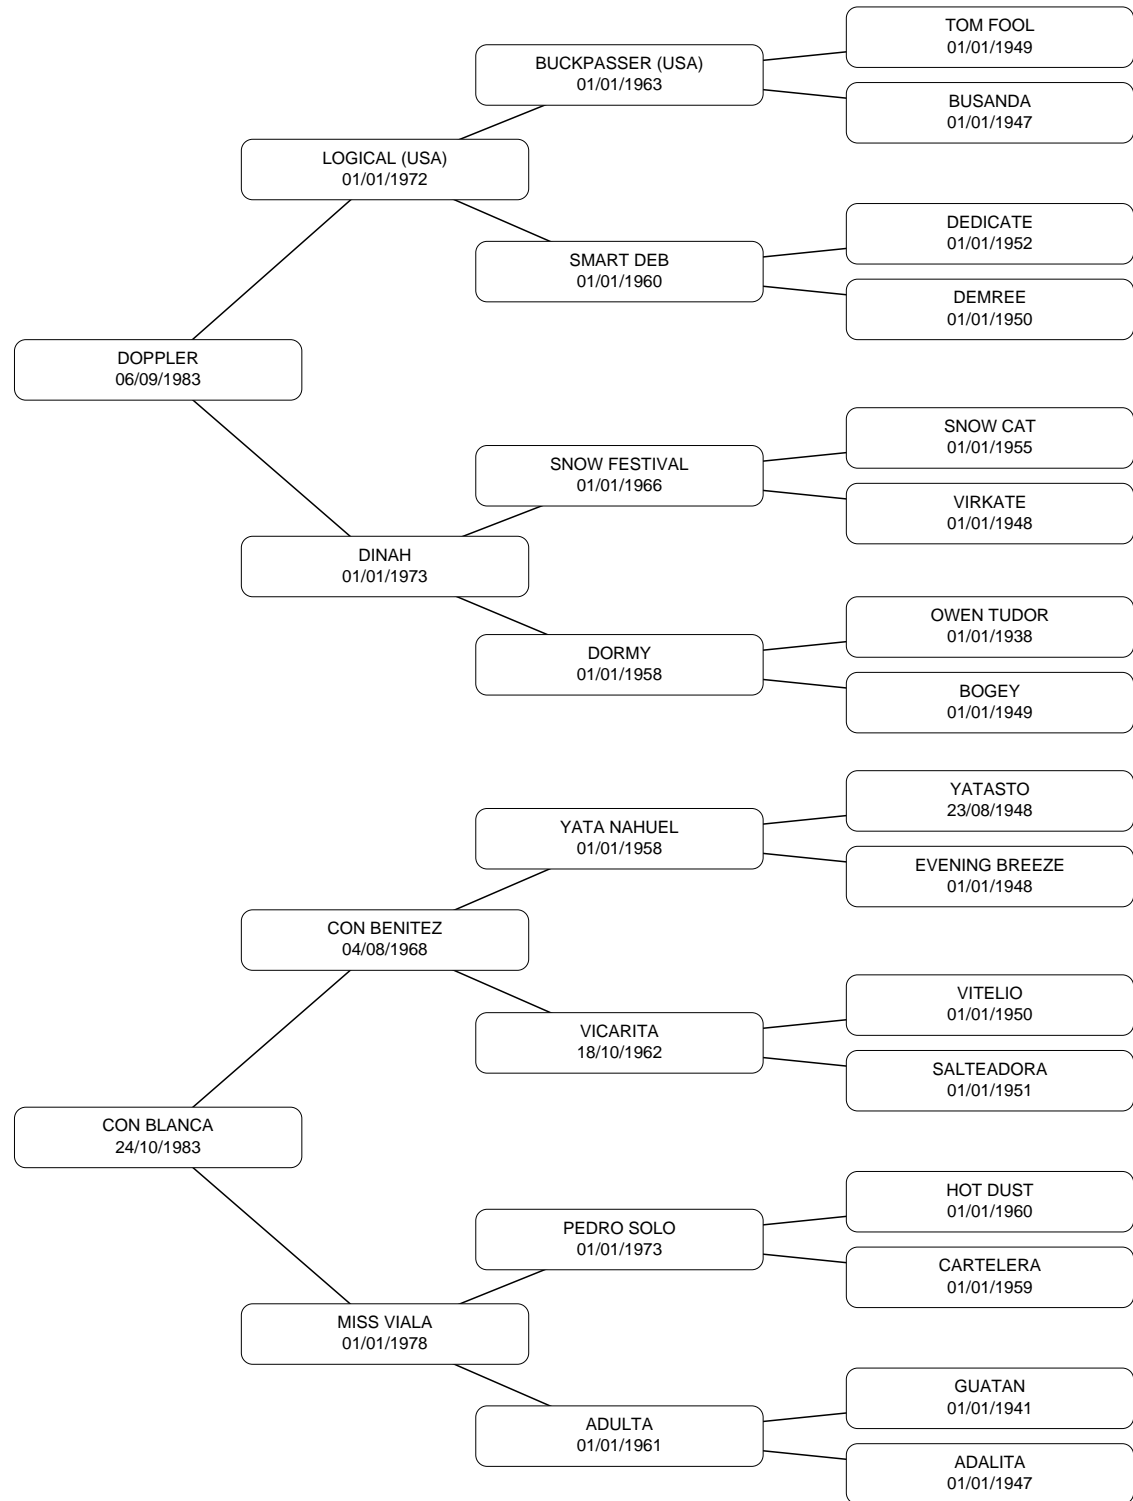 TOM FOOL
01/01/1949
BUCKPASSER (USA)
01/01/1963
BUSANDA
01/01/1947
LOGICAL (USA)
01/01/1972
DEDICATE
01/01/1952
SMART DEB
01/01/1960
DEMREE
01/01/1950
DOPPLER
06/09/1983
SNOW CAT
01/01/1955
SNOW FESTIVAL
01/01/1966
VIRKATE
01/01/1948
DINAH
01/01/1973
OWEN TUDOR
01/01/1938
DORMY
01/01/1958
BOGEY
01/01/1949
YATASTO
23/08/1948
YATA NAHUEL
01/01/1958
EVENING BREEZE
01/01/1948
CON BENITEZ
04/08/1968
VITELIO
01/01/1950
VICARITA
18/10/1962
SALTEADORA
01/01/1951
CON BLANCA
24/10/1983
HOT DUST
01/01/1960
PEDRO SOLO
01/01/1973
CARTELERA
01/01/1959
MISS VIALA
01/01/1978
GUATAN
01/01/1941
ADULTA
01/01/1961
ADALITA
01/01/1947